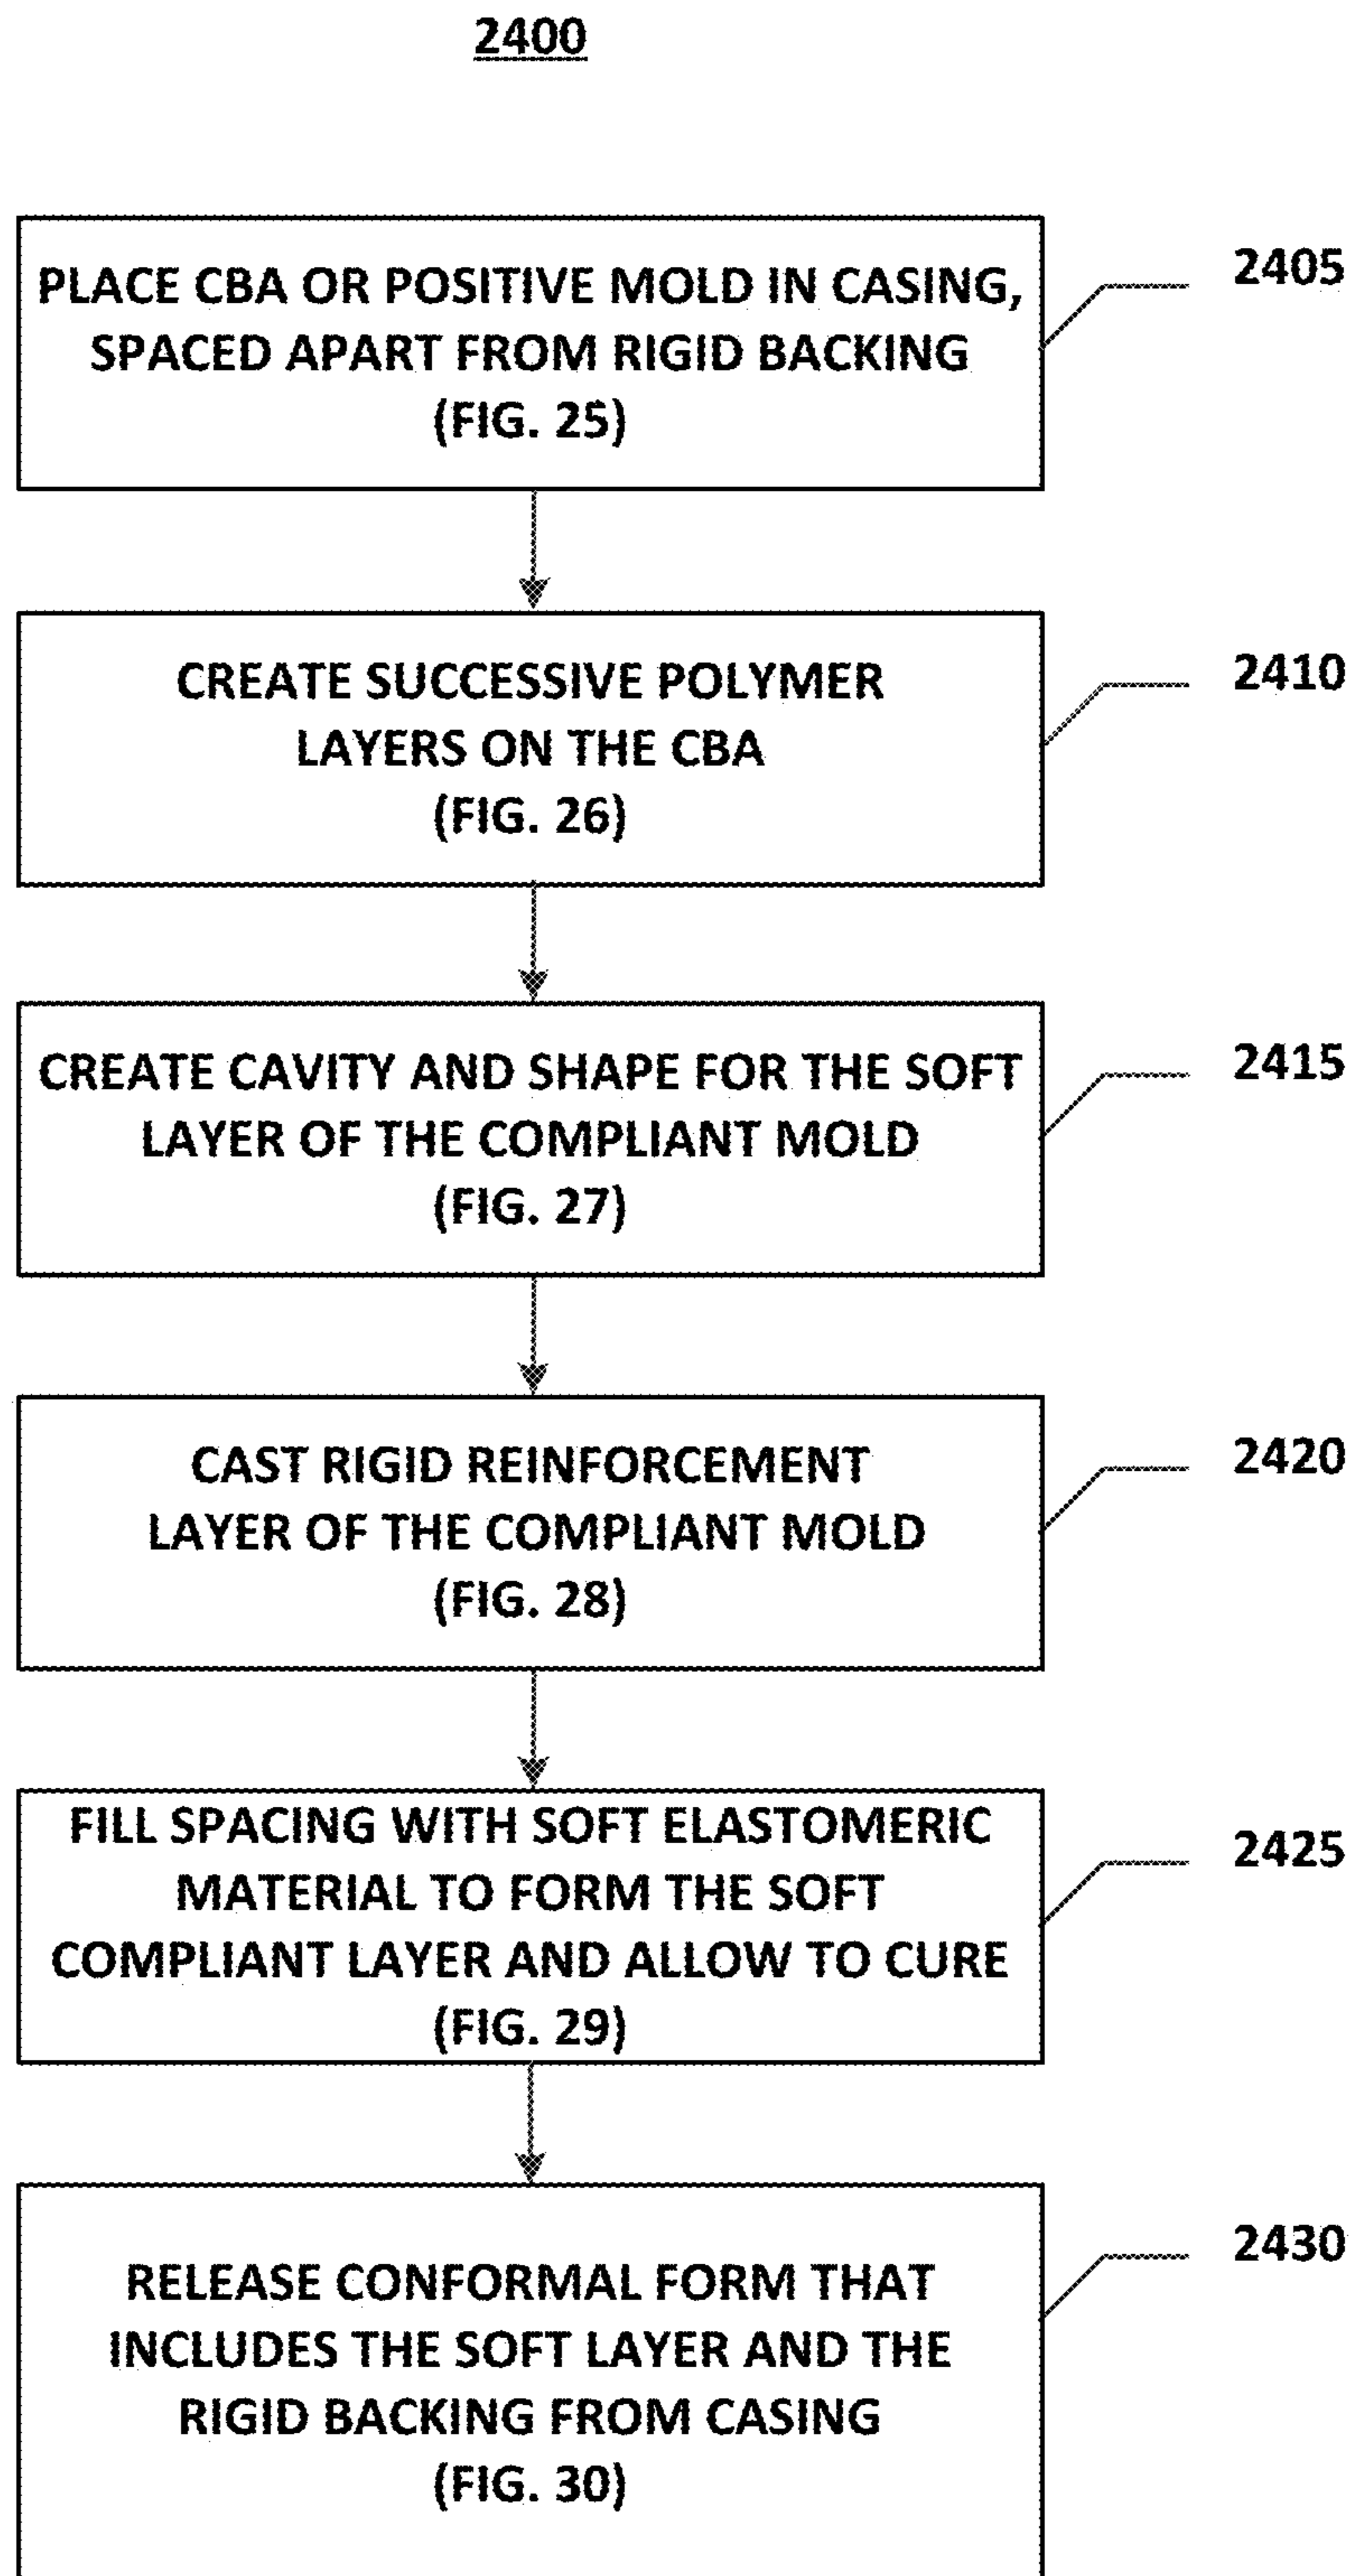 2400
PLACE CBA OR POSITIVE MOLD IN CASING,
SPACED APART FROM RIGID BACKING
(FIG. 25)
2405
CREATE SUCCESSIVE POLYMER
LAYERS ON THE CBA
(FIG. 26)
2410
CREATE CAVITY AND SHAPE FOR THE SOFT
LAYER OF THE COMPLIANT MOLD
(FIG. 27)
2415
CAST RIGID REINFORCEMENT
LAYER OF THE COMPLIANT MOLD
(FIG. 28)
2420
FILL SPACING WITH SOFT ELASTOMERIC
MATERIAL TO FORM THE SOFT
COMPLIANT LAYER AND ALLOW TO CURE
(FIG. 29)
2425
RELEASE CONFORMAL FORM THAT
INCLUDES THE SOFT LAYER AND THE
RIGID BACKING FROM CASING
(FIG. 30)
2430